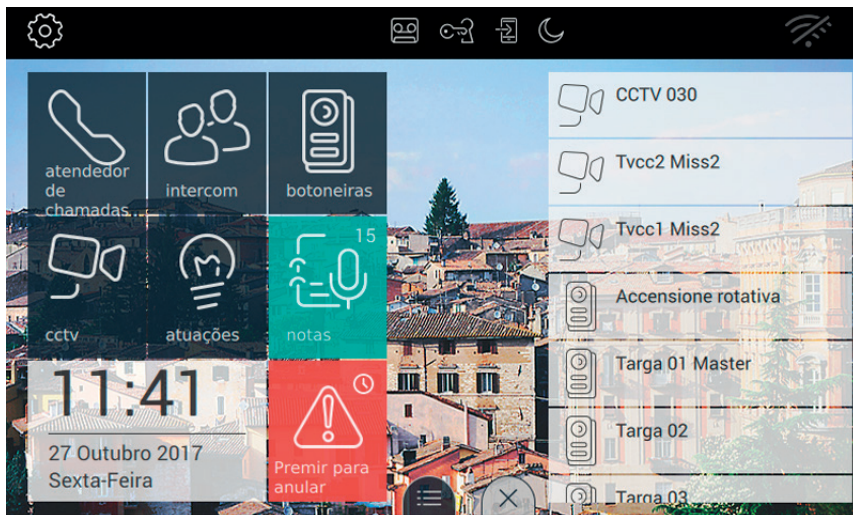 atendedor
de
chamadas
intercom
botoneiras
cctv
atuações
15
notas
11:41
27 Outubro 2017
Sexta-Feira
Premir para
anular
CCTV 030
Tvcc2 Miss2
Tvcc1 Miss2
Accensione rotativa
Targa 01 Master
Targa 02
Targa 03